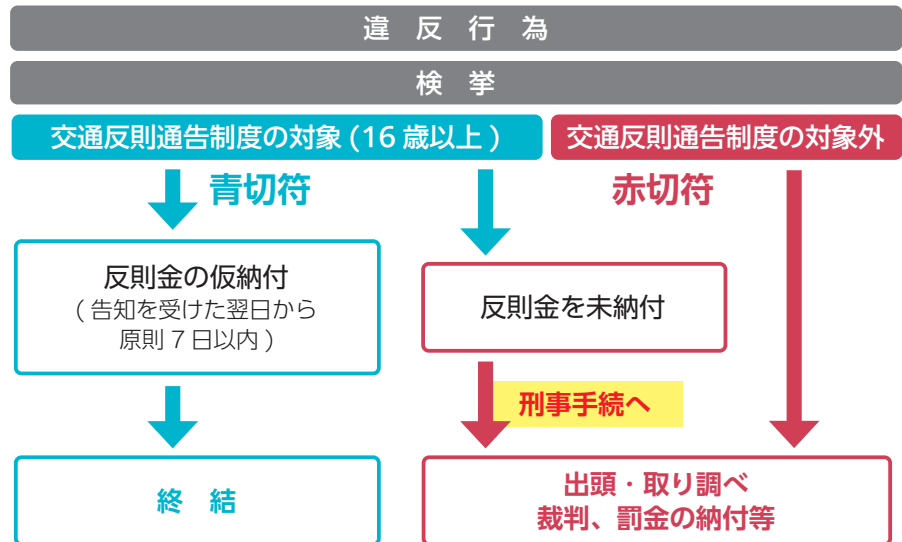 違反行為
検挙
交通反則通告制度の対象(16歳以上)
交通反則通告制度の対象外
青切符
赤切符
反則金の仮納付
(告知を受けた翌日から
原則7日以内)
反則金を未納付
刑事手続へ
終結
出頭・取り調べ
裁判、罰金の納付等